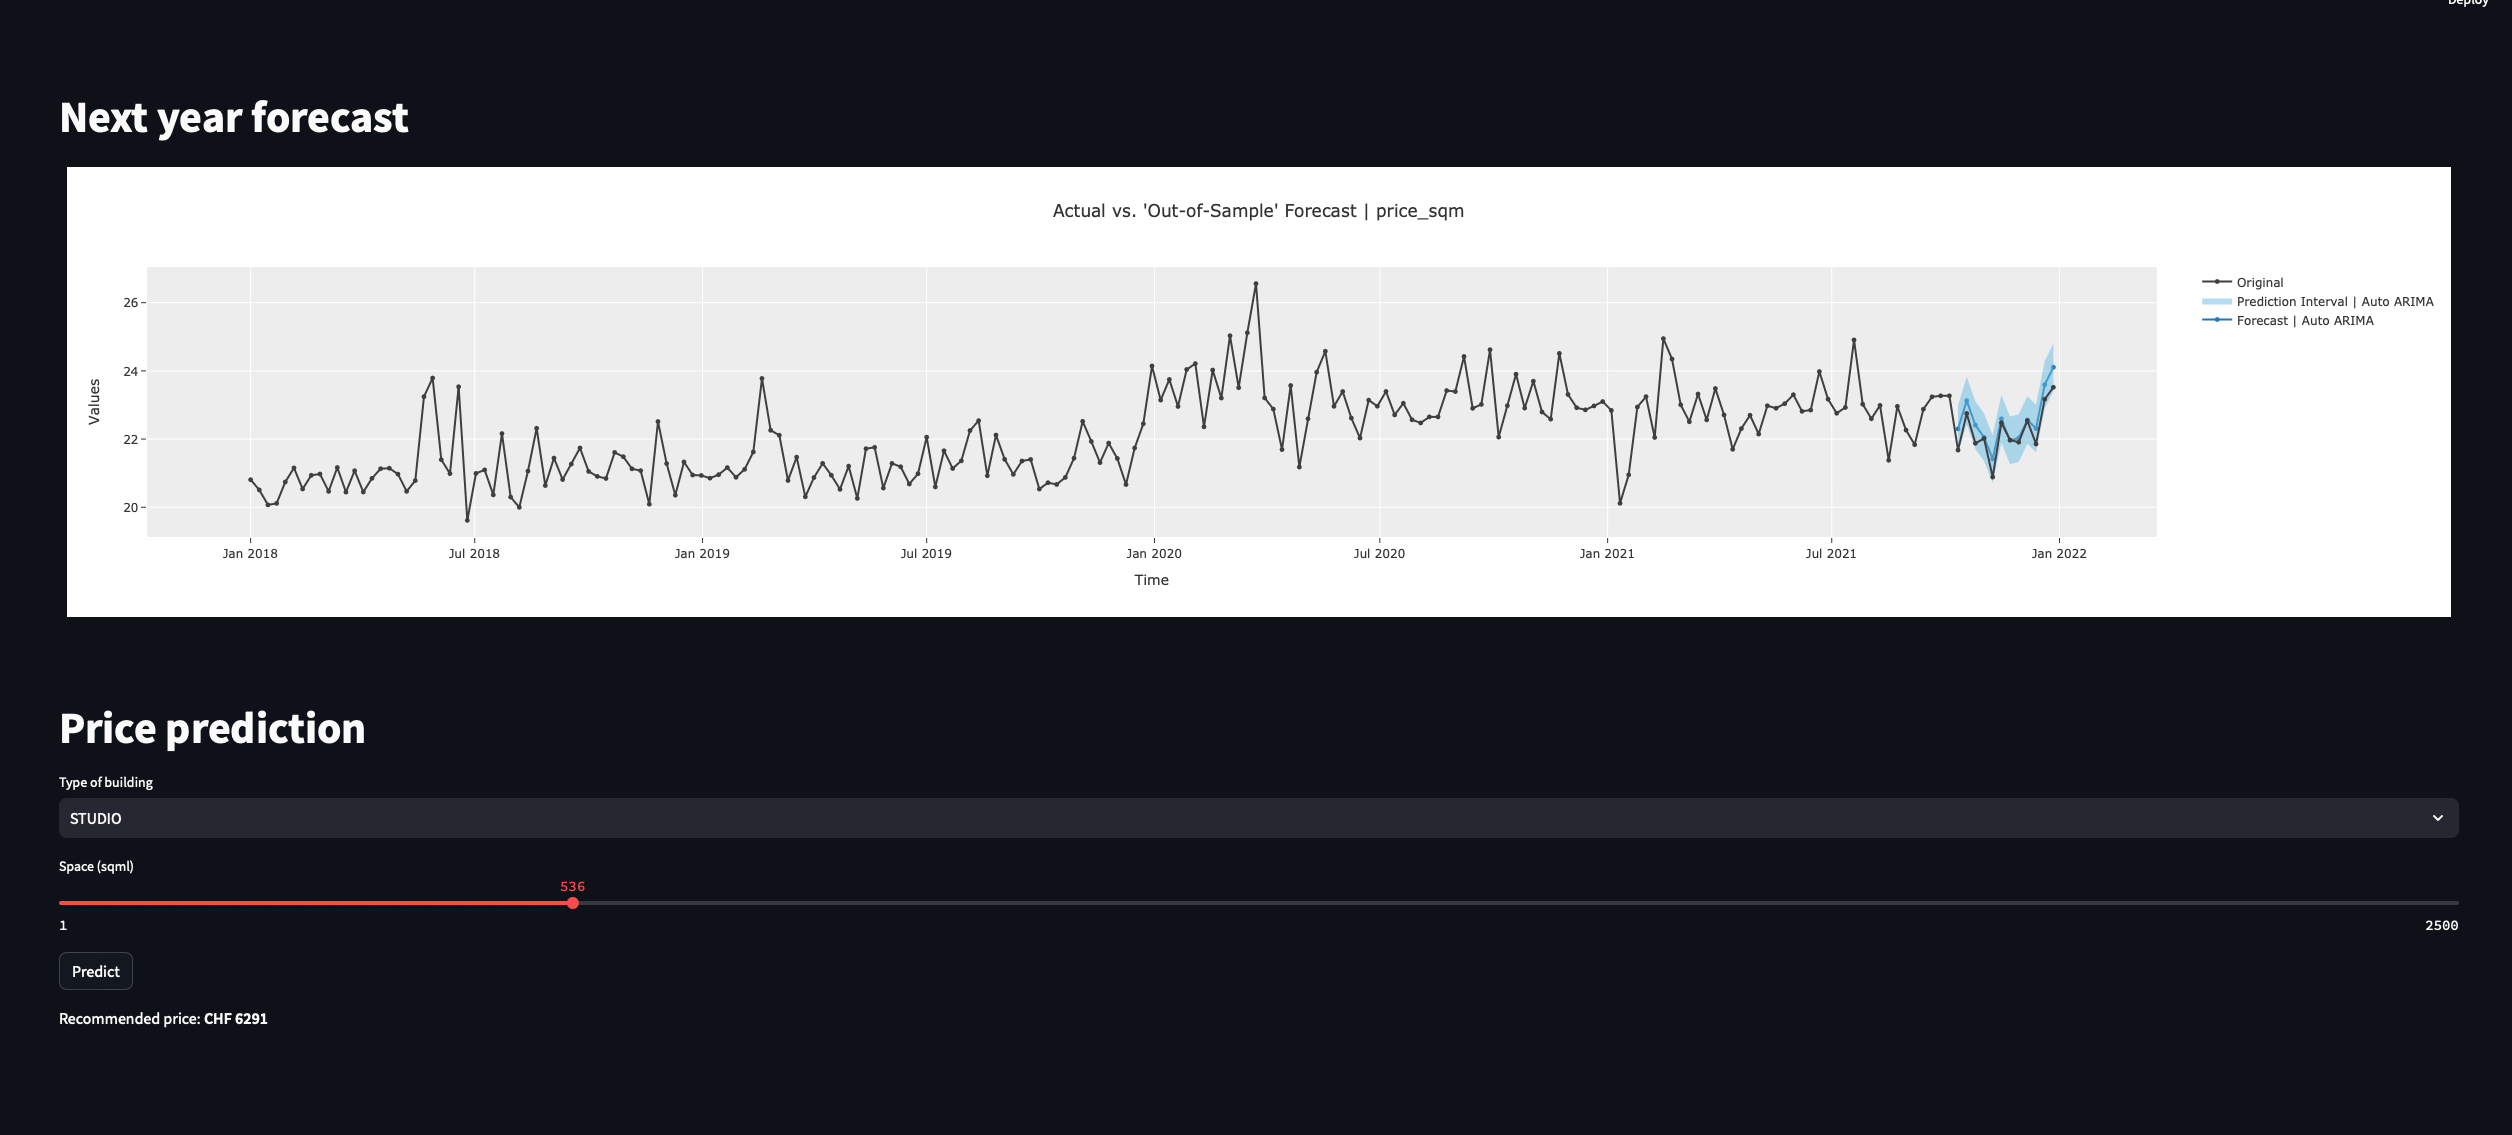 Deploy
Next year forecast
Actual vs. 'Out-of-Sample' Forecast | price_sqm
Original
Prediction Interval | Auto ARIMA
Forecast | Auto ARIMA
Values
26
24
22
20
Jan 2018 Jul 2018 Jan 2019 Jul 2019 Jan 2020 Jul 2020 Jan 2021 Jul 2021 Jan 2022
Time
Price prediction
Type of building
STUDIO
Space (sqml)
536
1 2500
Predict
Recommended price: CHF 6291